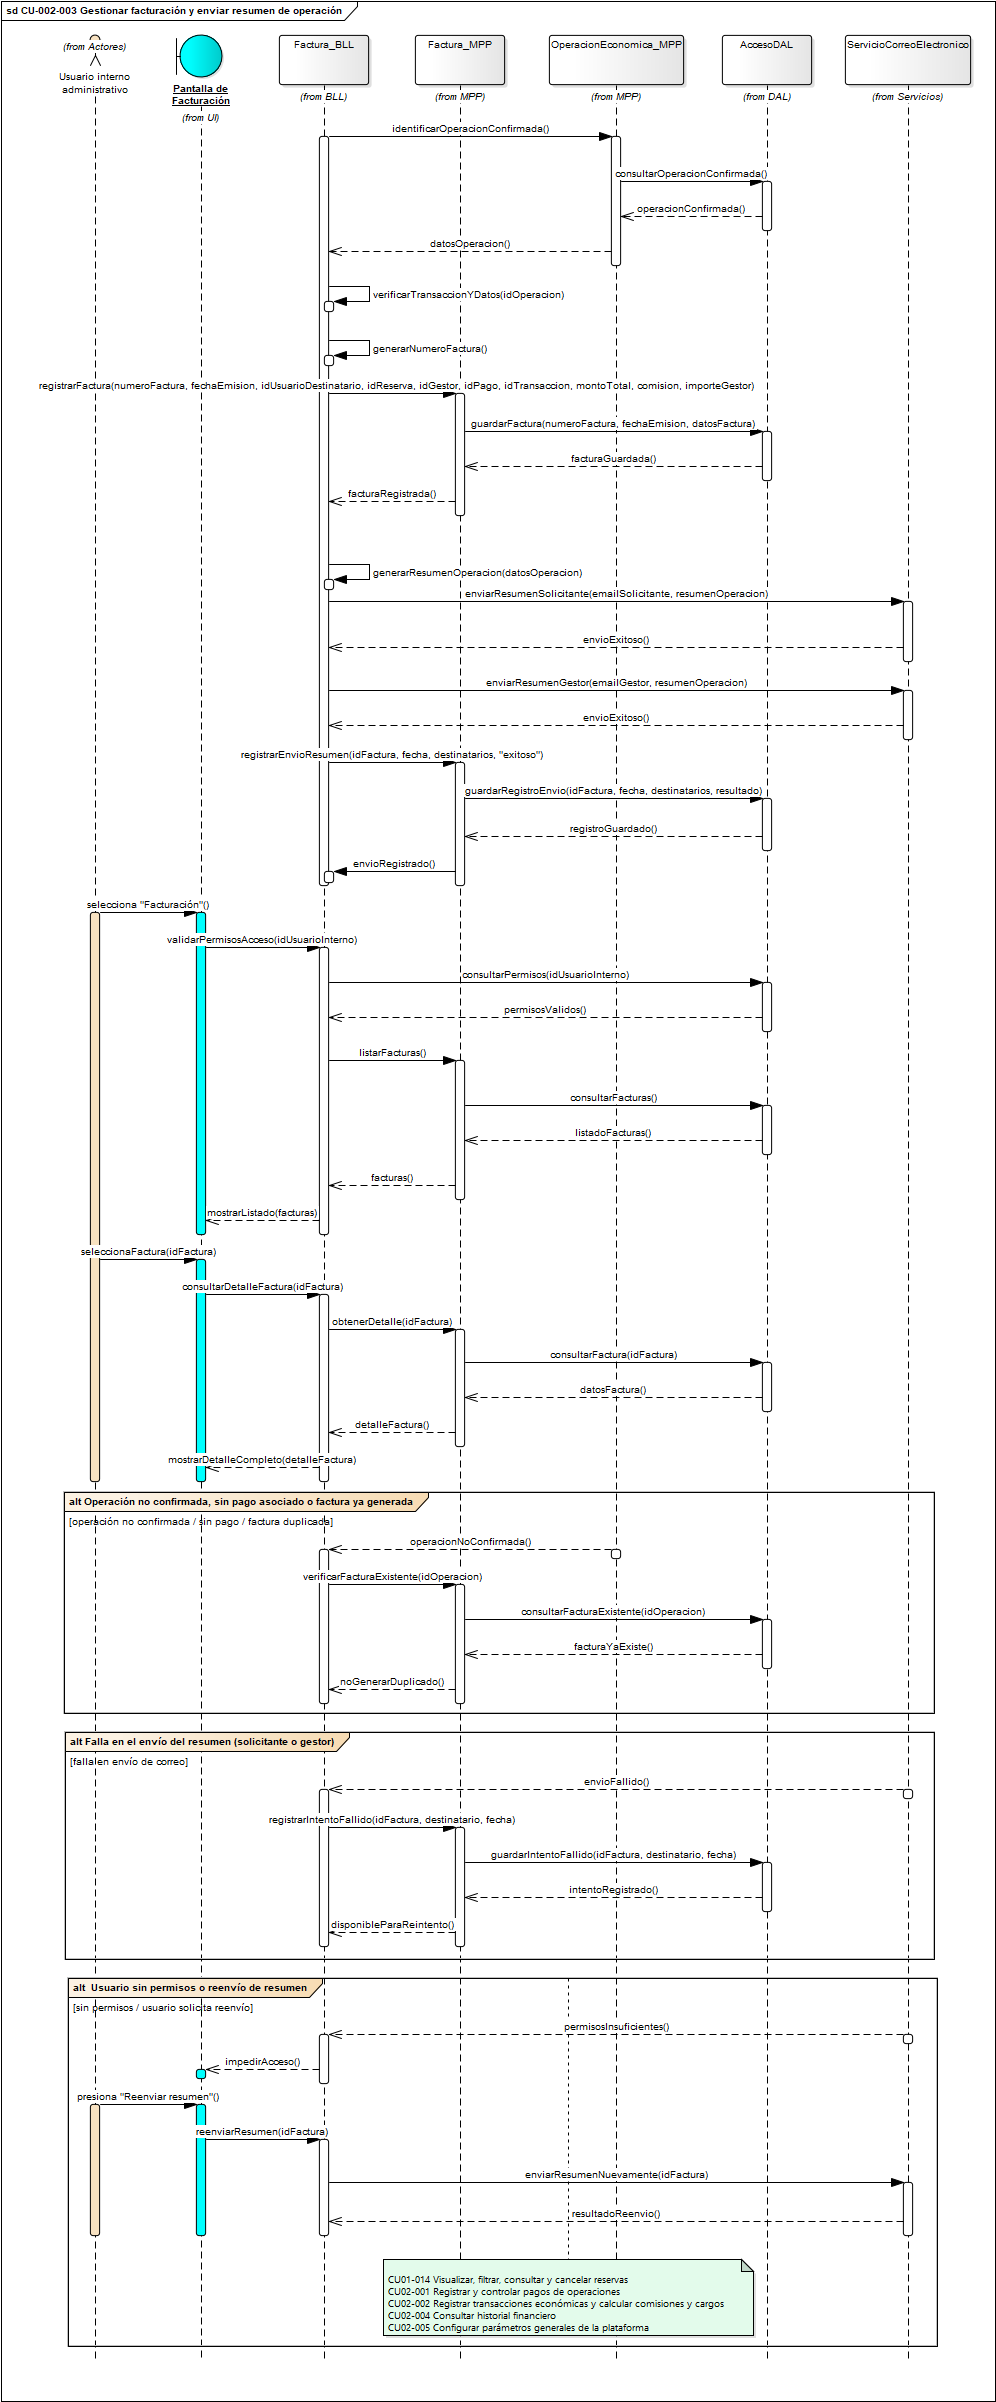 sd CU-002-003 Gestionar facturación y enviar resumen de operación
(from Actores)
Usuario interno
administrativo
Pantalla de
Facturación
(from UI)
Factura_BLL
(from BLL)
Factura_MPP
(from MPP)
OperacionEconomica_MPP
(from MPP)
AccesoDAL
(from DAL)
ServicioCorreoElectronico
(from Servicios)
identificarOperacionConfirmada()
consultarOperacionConfirmada()
operacionConfirmada()
datosOperacion()
verificarTransaccionYDatos(idOperacion)
generarNumeroFactura()
registrarFactura(numeroFactura, fechaEmision, idUsuarioDestinatario, idReserva, idGestor, idPago, idTransaccion, montoTotal, comision, importeGestor)
guardarFactura(numeroFactura, fechaEmision, datosFactura)
facturaGuardada()
facturaRegistrada()
generarResumenOperacion(datosOperacion)
enviarResumenSolicitante(emailSolicitante, resumenOperacion)
envioExitoso()
enviarResumenGestor(emailGestor, resumenOperacion)
envioExitoso()
registrarEnvioResumen(idFactura, fecha, destinatarios, "exitoso")
guardarRegistroEnvio(idFactura, fecha, destinatarios, resultado)
registroGuardado()
envioRegistrado()
selecciona "Facturación"()
validarPermisosAcceso(idUsuarioInterno)
consultarPermisos(idUsuarioInterno)
permisosValidos()
listarFacturas()
consultarFacturas()
listadoFacturas()
facturas()
mostrarListado(facturas)
seleccionaFactura(idFactura)
consultarDetalleFactura(idFactura)
obtenerDetalle(idFactura)
consultarFactura(idFactura)
datosFactura()
detalleFactura()
mostrarDetalleCompleto(detalleFactura)
alt Operación no confirmada, sin pago asociado o factura ya generada
[operación no confirmada / sin pago / factura duplicada]
operacionNoConfirmada()
verificarFacturaExistente(idOperacion)
consultarFacturaExistente(idOperacion)
facturaYaExiste()
noGenerarDuplicado()
alt Falla en el envío del resumen (solicitante o gestor)
[fallalen envío de correo]
envioFallido()
registrarIntentoFallido(idFactura, destinatario, fecha)
guardarIntentoFallido(idFactura, destinatario, fecha)
intentoRegistrado()
disponibleParaReintento()
alt Usuario sin permisos o reenvío de resumen
[sin permisos / usuario solicita reenvío]
permisosInsuficientes()
impedirAcceso()
presiona "Reenviar resumen"()
reenviarResumen(idFactura)
enviarResumenNuevamente(idFactura)
resultadoReenvio()
CU01-014 Visualizar, filtrar, consultar y cancelar reservas
CU02-001 Registrar y controlar pagos de operaciones
CU02-002 Registrar transacciones económicas y calcular comisiones y cargos
CU02-004 Consultar historial financiero
CU02-005 Configurar parámetros generales de la plataforma